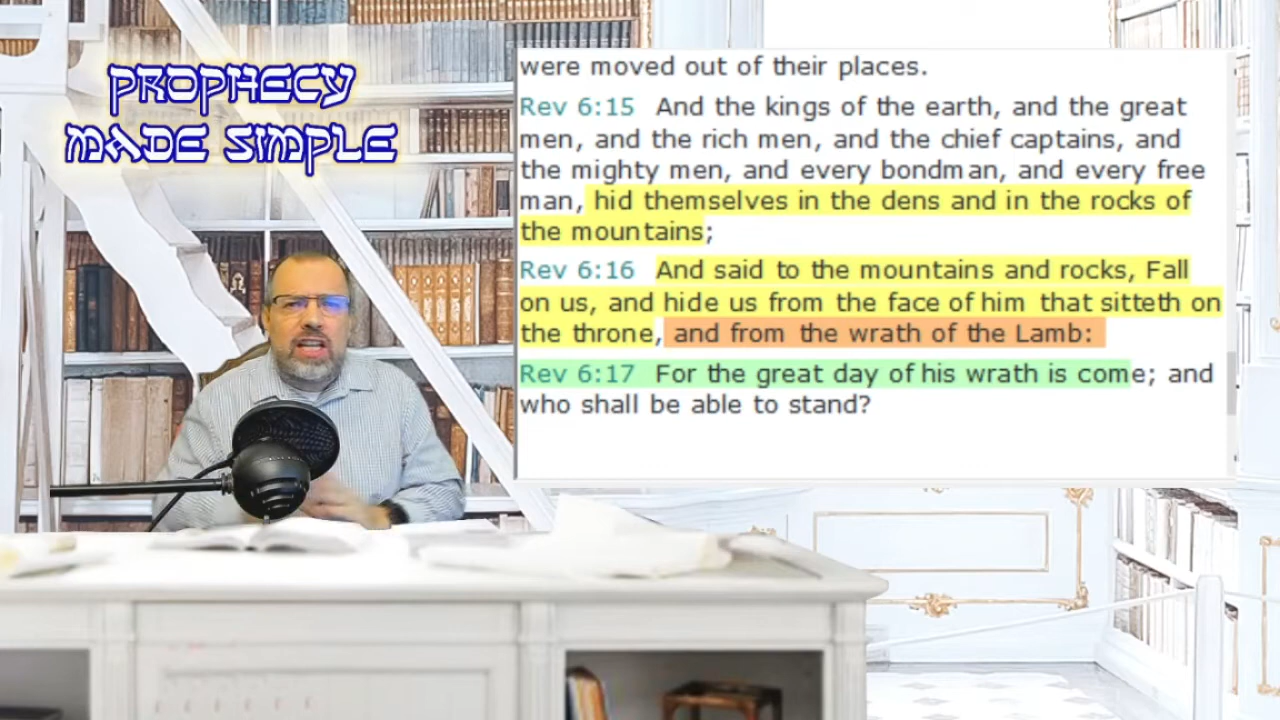 PROPHECY
MADE SIMPLE
were moved out of their places.
Rev 6:15 And the kings of the earth, and the great
men, and the rich men, and the chief captains, and
the mighty men, and every bondman, and every free
man, hid themselves in the dens and in the rocks of
the mountains;
Rev 6:16 And said to the mountains and rocks, Fall
on us, and hide us from the face of him that sitteth on
the throne, and from the wrath of the Lamb:
Rev 6:17 For the great day of his wrath is come; and
who shall be able to stand?